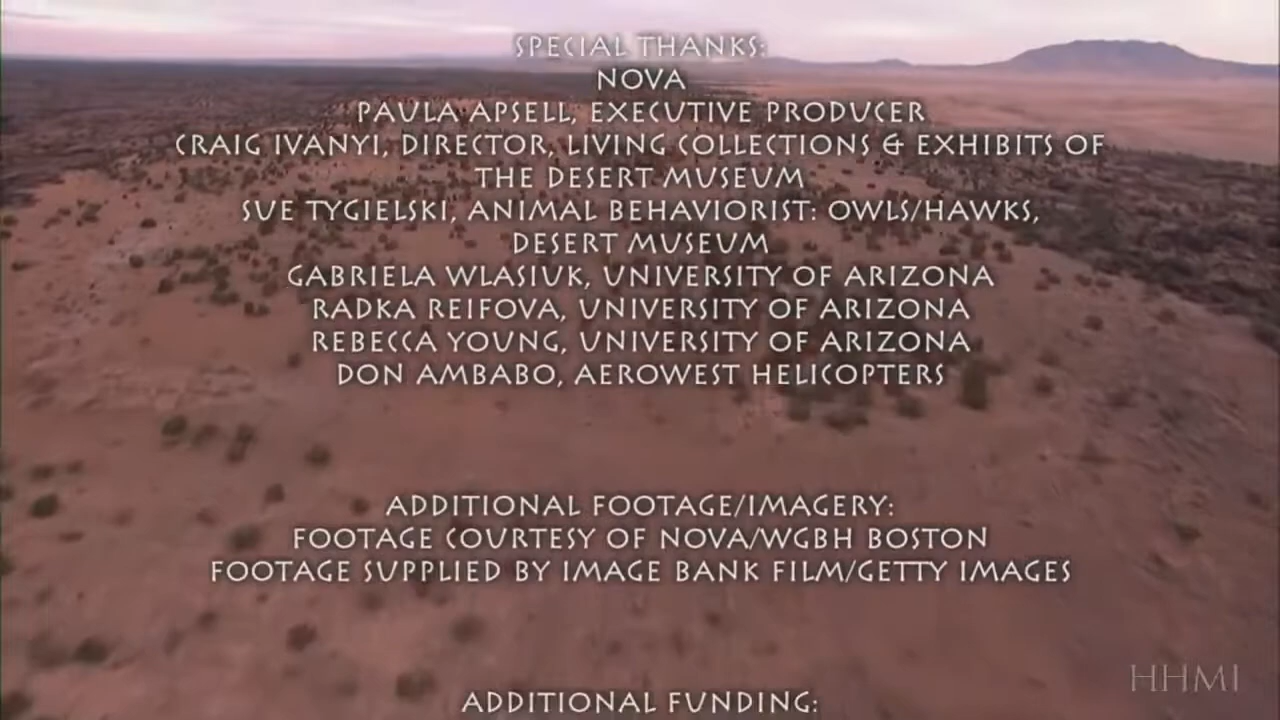 SPECIAL THANKS:
NOVA
PAULA APSELL, EXECUTIVE PRODUCER
CRAIG IVANYI, DIRECTOR, LIVING COLLECTIONS & EXHIBITS OF
THE DESERT MUSEUM
SUE TYGIELSKI, ANIMAL BEHAVIORIST: OWLS/HAWKS,
DESERT MUSEUM
GABRIELA WLASIUK, UNIVERSITY OF ARIZONA
RADKA REIFOVA, UNIVERSITY OF ARIZONA
REBECCA YOUNG, UNIVERSITY OF ARIZONA
DON AMBABO, AEROWEST HELICOPTERS
ADDITIONAL FOOTAGE/IMAGERY:
FOOTAGE COURTESY OF NOVA/WGBH BOSTON
FOOTAGE SUPPLIED BY IMAGE BANK FILM/GETTY IMAGES
HHMI
ADDITIONAL FUNDING: